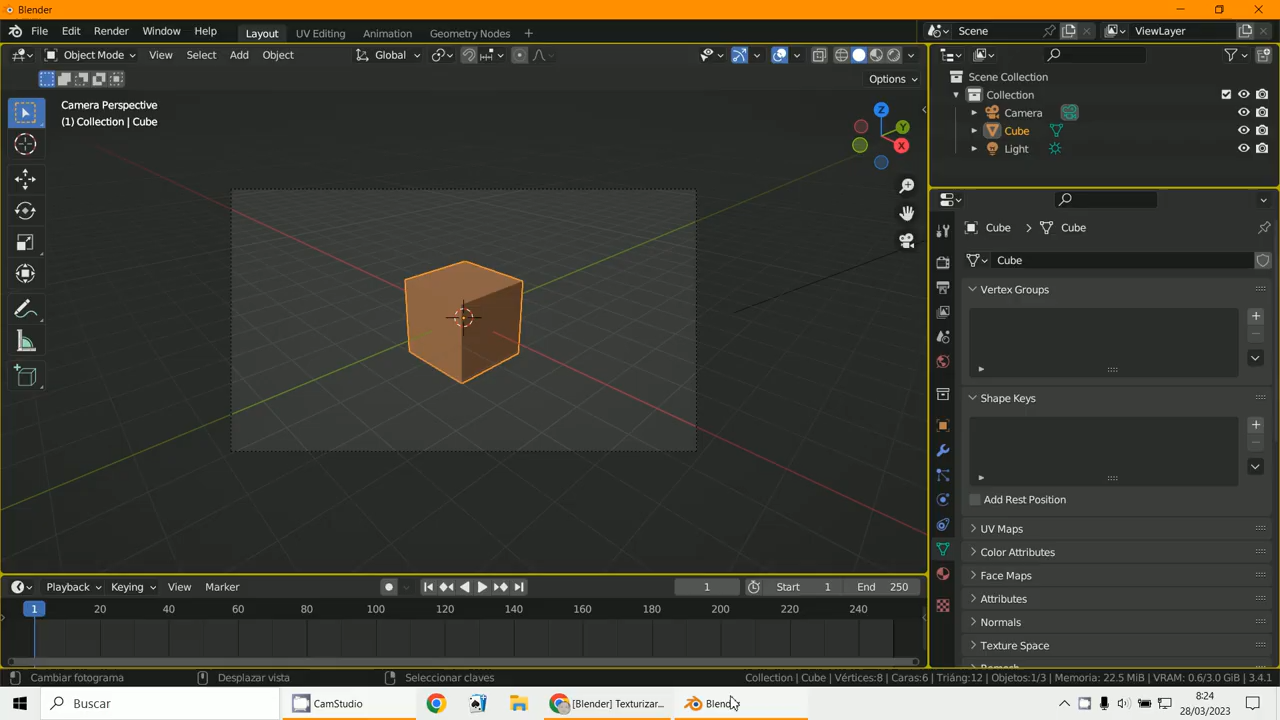 Blender
File Edit Render Window Help Layout UV Editing Animation Geometry Nodes + Scene ViewLayer
Object Mode View Select Add Object Global
Options
Camera Perspective
(1) Collection | Cube
Z
Y
X
Scene Collection
Collection
Camera
Cube
Light
Cube > Cube
Cube
Vertex Groups
Shape Keys
Add Rest Position
UV Maps
Color Attributes
Face Maps
Attributes
Normals
Texture Space
Remesh
Playback Keying View Marker 1 Start 1 End 250
1 20 40 60 80 100 120 140 160 180 200 220 240
Cambiar fotograma Desplazar vista Seleccionar claves Collection | Cube | Vértices:8 | Caras:6 | Triáng:12 | Objetos:1/3 | Memoria: 22.5 MiB | VRAM: 0.6/3.0 GiB | 3.4.1
Buscar CamStudio [Blender] Texturizar... Blend
8:24
28/03/2023